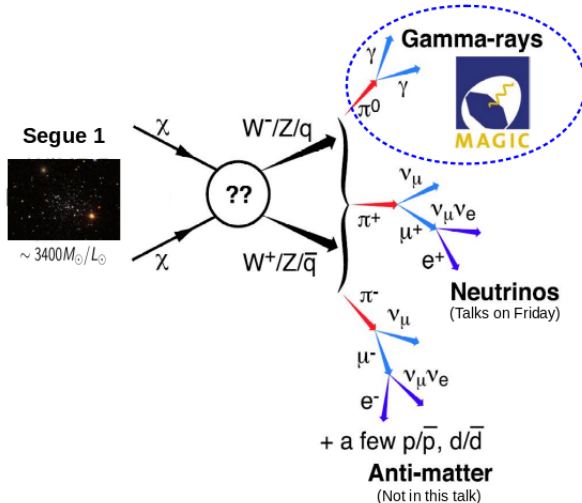 Gamma-rays
γ
γ
π⁰
MAGIC
Segue 1
χ
W⁻/Z/q
??
~ 3400M☉/L☉
χ
W⁺/Z/q̅
π⁺
νμ
μ⁺
νμνe
e⁺
Neutrinos
(Talks on Friday)
π⁻
νμ
μ⁻
νμνe
e⁻
+ a few p/p̅, d/d̅
Anti-matter
(Not in this talk)